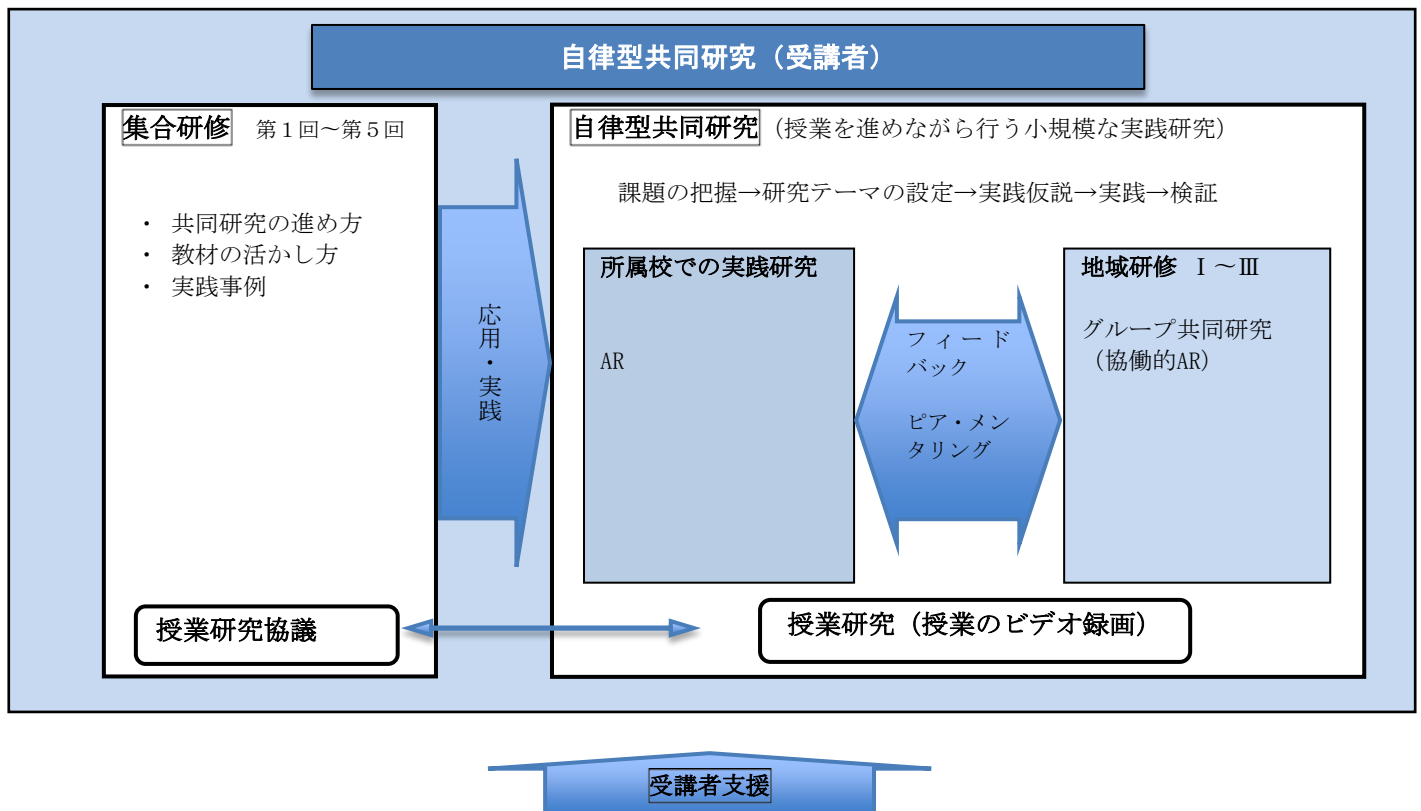 自律型共同研究（受講者）
集合研修　第１回～第５回
・　共同研究の進め方
・　教材の活かし方
・　実践事例
授業研究協議
応用・実践
自律型共同研究（授業を進めながら行う小規模な実践研究）
課題の把握→研究テーマの設定→実践仮説→実践→検証
所属校での実践研究
AR
フィード
バック
ピア・メン
タリング
地域研修　Ⅰ～Ⅲ
グループ共同研究
（協働的AR）
授業研究（授業のビデオ録画）
受講者支援